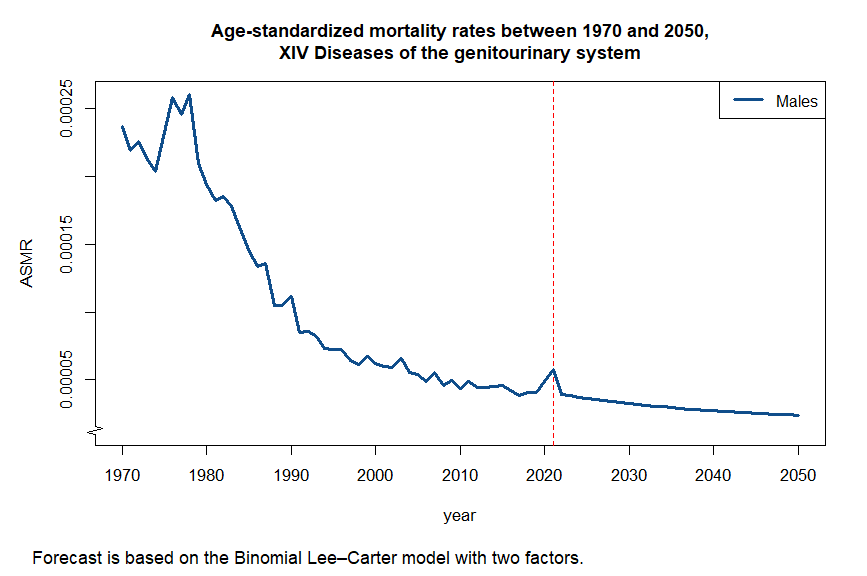 Age-standardized mortality rates between 1970 and 2050,
XIV Diseases of the genitourinary system
Males
0.00025
0.00015
0.00005
ASMR
1970 1980 1990 2000 2010 2020 2030 2040 2050
year
Forecast is based on the Binomial Lee–Carter model with two factors.